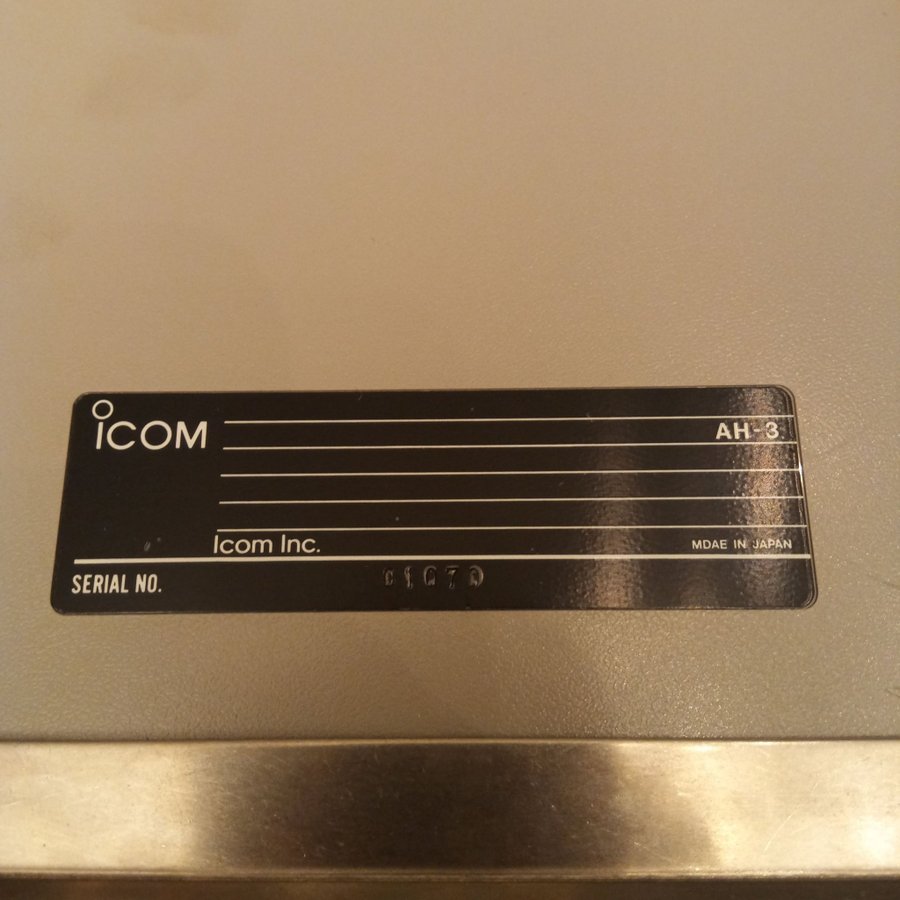 ICOM
AH-3
Icom Inc.
MDAE IN JAPAN
SERIAL NO.